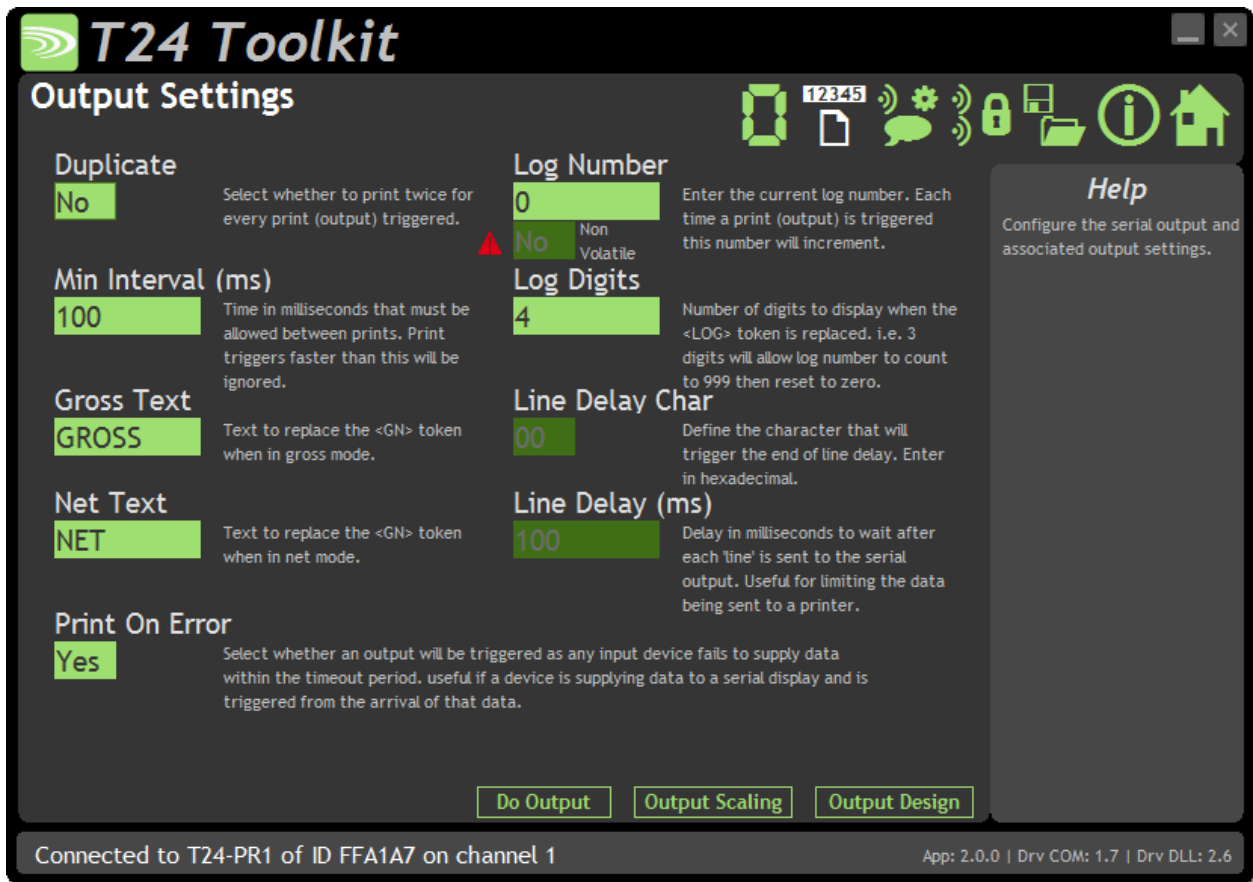 T24 Toolkit
Output Settings
12345
Duplicate
No
Select whether to print twice for
every print (output) triggered.
Log Number
0
No
Non
Volatile
Enter the current log number. Each
time a print (output) is triggered
this number will increment.
Min Interval (ms)
100
Time in milliseconds that must be
allowed between prints. Print
triggers faster than this will be
ignored.
Log Digits
4
Number of digits to display when the
<LOG> token is replaced. i.e. 3
digits will allow log number to count
to 999 then reset to zero.
Gross Text
GROSS
Text to replace the <GN> token
when in gross mode.
Line Delay Char
00
Define the character that will
trigger the end of line delay. Enter
in hexadecimal.
Net Text
NET
Text to replace the <GN> token
when in net mode.
Line Delay (ms)
100
Delay in milliseconds to wait after
each 'line' is sent to the serial
output. Useful for limiting the data
being sent to a printer.
Print On Error
Yes
Select whether an output will be triggered as any input device fails to supply data
within the timeout period. useful if a device is supplying data to a serial display and is
triggered from the arrival of that data.
Do Output
Output Scaling
Output Design
Help
Configure the serial output and
associated output settings.
Connected to T24-PR1 of ID FFA1A7 on channel 1
App: 2.0.0 | Drv COM: 1.7 | Drv DLL: 2.6